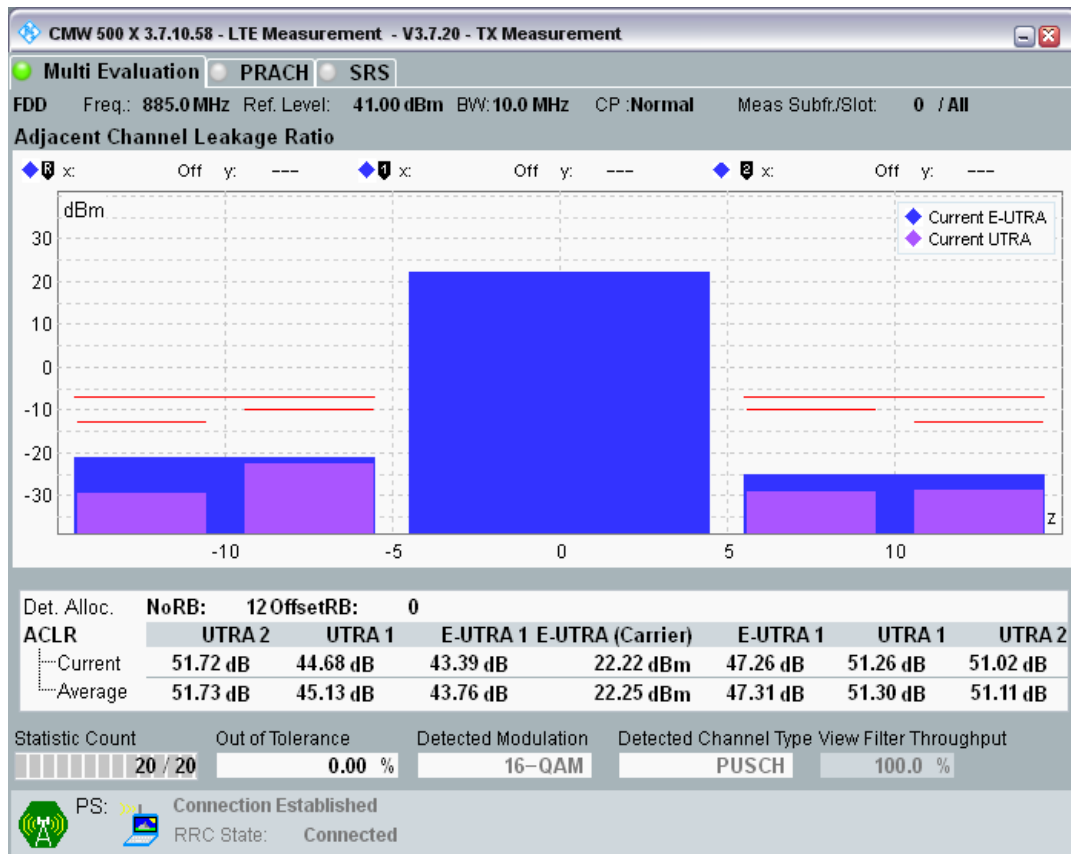 CMW 500 X 3.7.10.58 - LTE Measurement - V3.7.20 - TX Measurement
Multi Evaluation PRACH SRS
FDD Freq.: 885.0 MHz Ref. Level: 41.00 dBm BW: 10.0 MHz CP :Normal Meas Subfr./Slot: 0 / All
Adjacent Channel Leakage Ratio
R x: Off y: --- 1 x: Off y: --- 2 x: Off y: ---
dBm
Current E-UTRA
Current UTRA
30
20
10
0
-10
-20
-30
z
-10 -5 0 5 10
Det. Alloc. NoRB: 12 OffsetRB: 0
ACLR UTRA 2 UTRA 1 E-UTRA 1 E-UTRA (Carrier) E-UTRA 1 UTRA 1 UTRA 2
Current 51.72 dB 44.68 dB 43.39 dB 22.22 dBm 47.26 dB 51.26 dB 51.02 dB
Average 51.73 dB 45.13 dB 43.76 dB 22.25 dBm 47.31 dB 51.30 dB 51.11 dB
Statistic Count Out of Tolerance Detected Modulation Detected Channel Type View Filter Throughput
20 / 20 0.00 % 16-QAM PUSCH 100.0 %
PS: Connection Established
RRC State: Connected